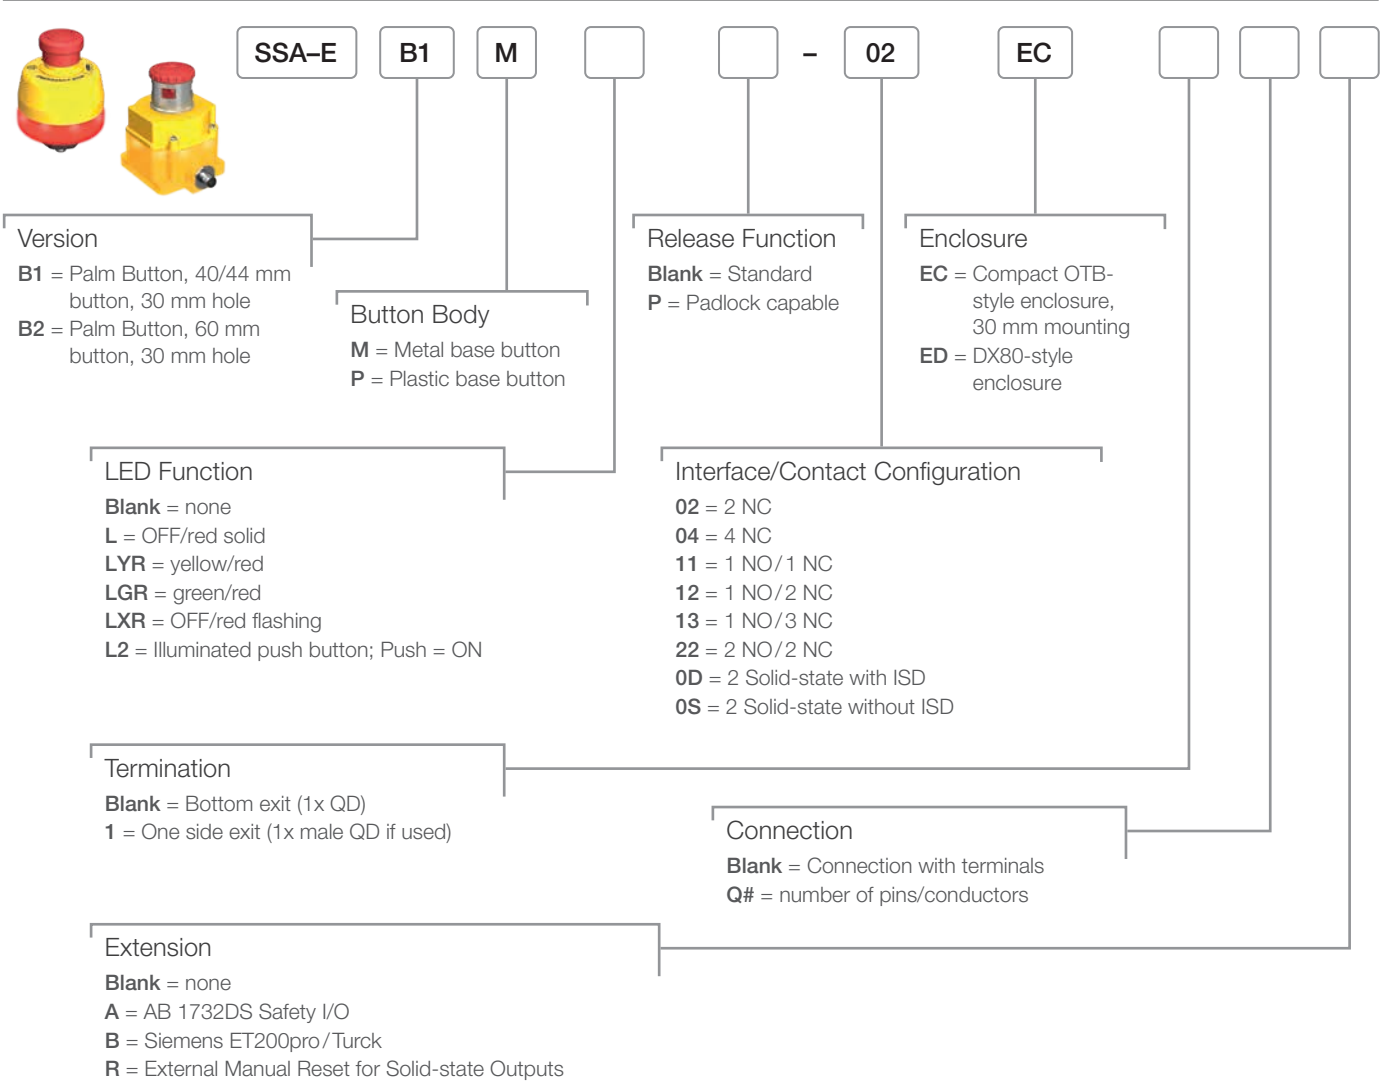 SSA–E B1 M – 02 EC
Version
B1 = Palm Button, 40/44 mm
button, 30 mm hole
B2 = Palm Button, 60 mm
button, 30 mm hole
Button Body
M = Metal base button
P = Plastic base button
Release Function
Blank = Standard
P = Padlock capable
Enclosure
EC = Compact OTB-
style enclosure,
30 mm mounting
ED = DX80-style
enclosure
LED Function
Blank = none
L = OFF/red solid
LYR = yellow/red
LGR = green/red
LXR = OFF/red flashing
L2 = Illuminated push button; Push = ON
Interface/Contact Configuration
02 = 2 NC
04 = 4 NC
11 = 1 NO/1 NC
12 = 1 NO/2 NC
13 = 1 NO/3 NC
22 = 2 NO/2 NC
0D = 2 Solid-state with ISD
0S = 2 Solid-state without ISD
Termination
Blank = Bottom exit (1x QD)
1 = One side exit (1x male QD if used)
Connection
Blank = Connection with terminals
Q# = number of pins/conductors
Extension
Blank = none
A = AB 1732DS Safety I/O
B = Siemens ET200pro/Turck
R = External Manual Reset for Solid-state Outputs